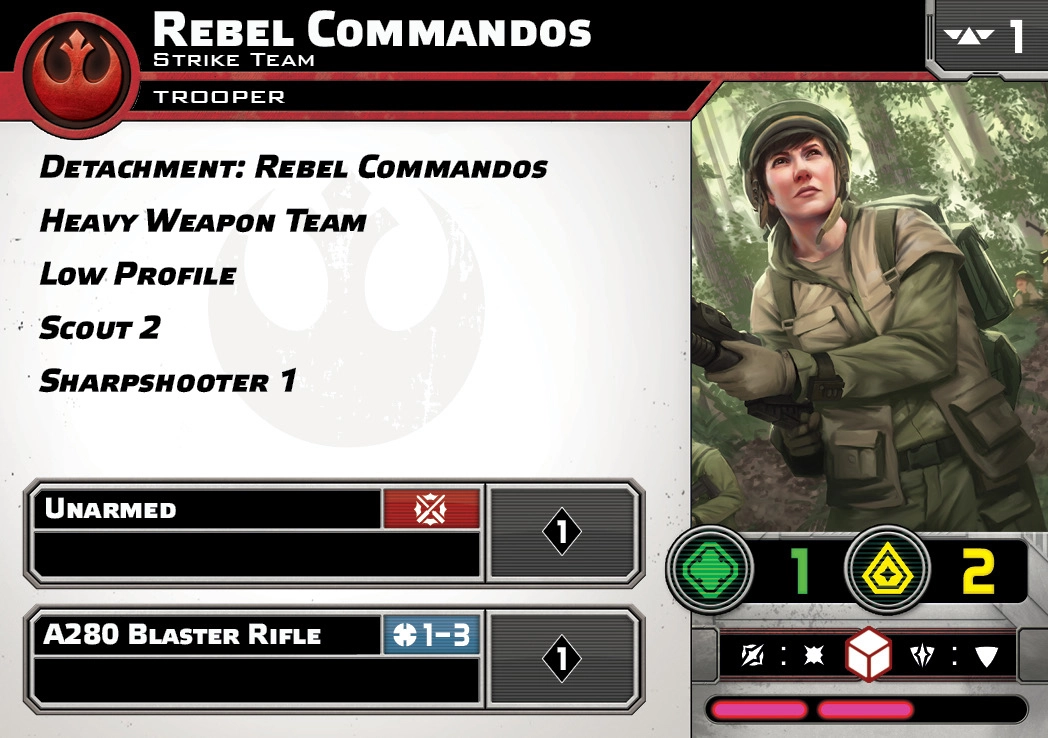 Rebel Commandos
1
Strike Team
Trooper
Detachment: Rebel Commandos
Heavy Weapon Team
Low Profile
Scout 2
Sharpshooter 1
Unarmed
1
A280 Blaster Rifle
1-3
1
1
2
: :